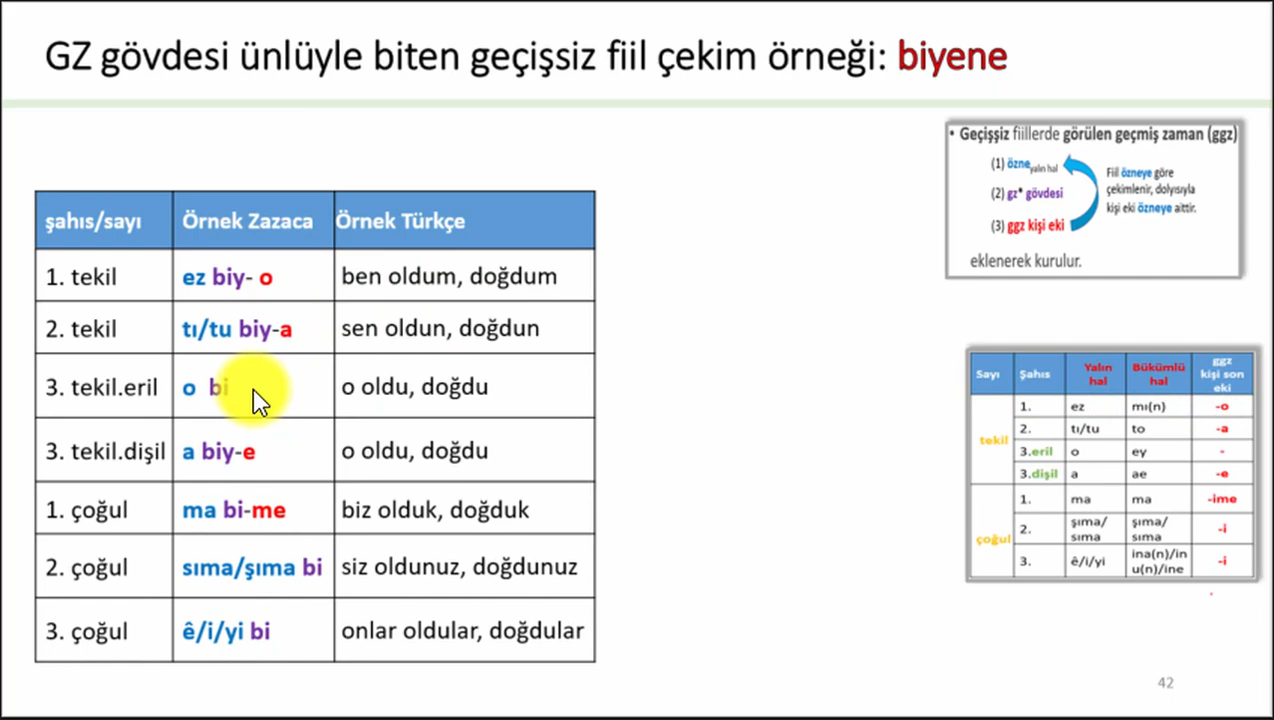 GZ gövdesi ünlüyle biten geçişsiz fiil çekim örneği: biyene
• Geçişsiz fiillerde görülen geçmiş zaman (ggz)
(1) özne yalın hal
(2) gz* gövdesi
(3) ggz kişi eki
Fiil özneye göre
çekimlenir, dolyısıyla
kişi eki özneye aittir.
eklenerek kurulur.
şahıs/sayı Örnek Zazaca Örnek Türkçe
1. tekil ez biy- o ben oldum, doğdum
2. tekil tı/tu biy-a sen oldun, doğdun
3. tekil.eril o bi o oldu, doğdu
3. tekil.dişil a biy-e o oldu, doğdu
1. çoğul ma bi-me biz olduk, doğduk
2. çoğul sıma/şıma bi siz oldunuz, doğdunuz
3. çoğul ê/i/yi bi onlar oldular, doğdular
Sayı Şahıs Yalın hal Bükümlü hal ggz kişi son eki
tekil
1. ez mı(n) -o
2. tı/tu to -a
3.eril o ey -
3.dişil a ae -e
çoğul
1. ma ma -ime
2. şıma/ sıma şıma/ sıma -i
3. ê/i/yi ina(n)/in u(n)/ine -i
42